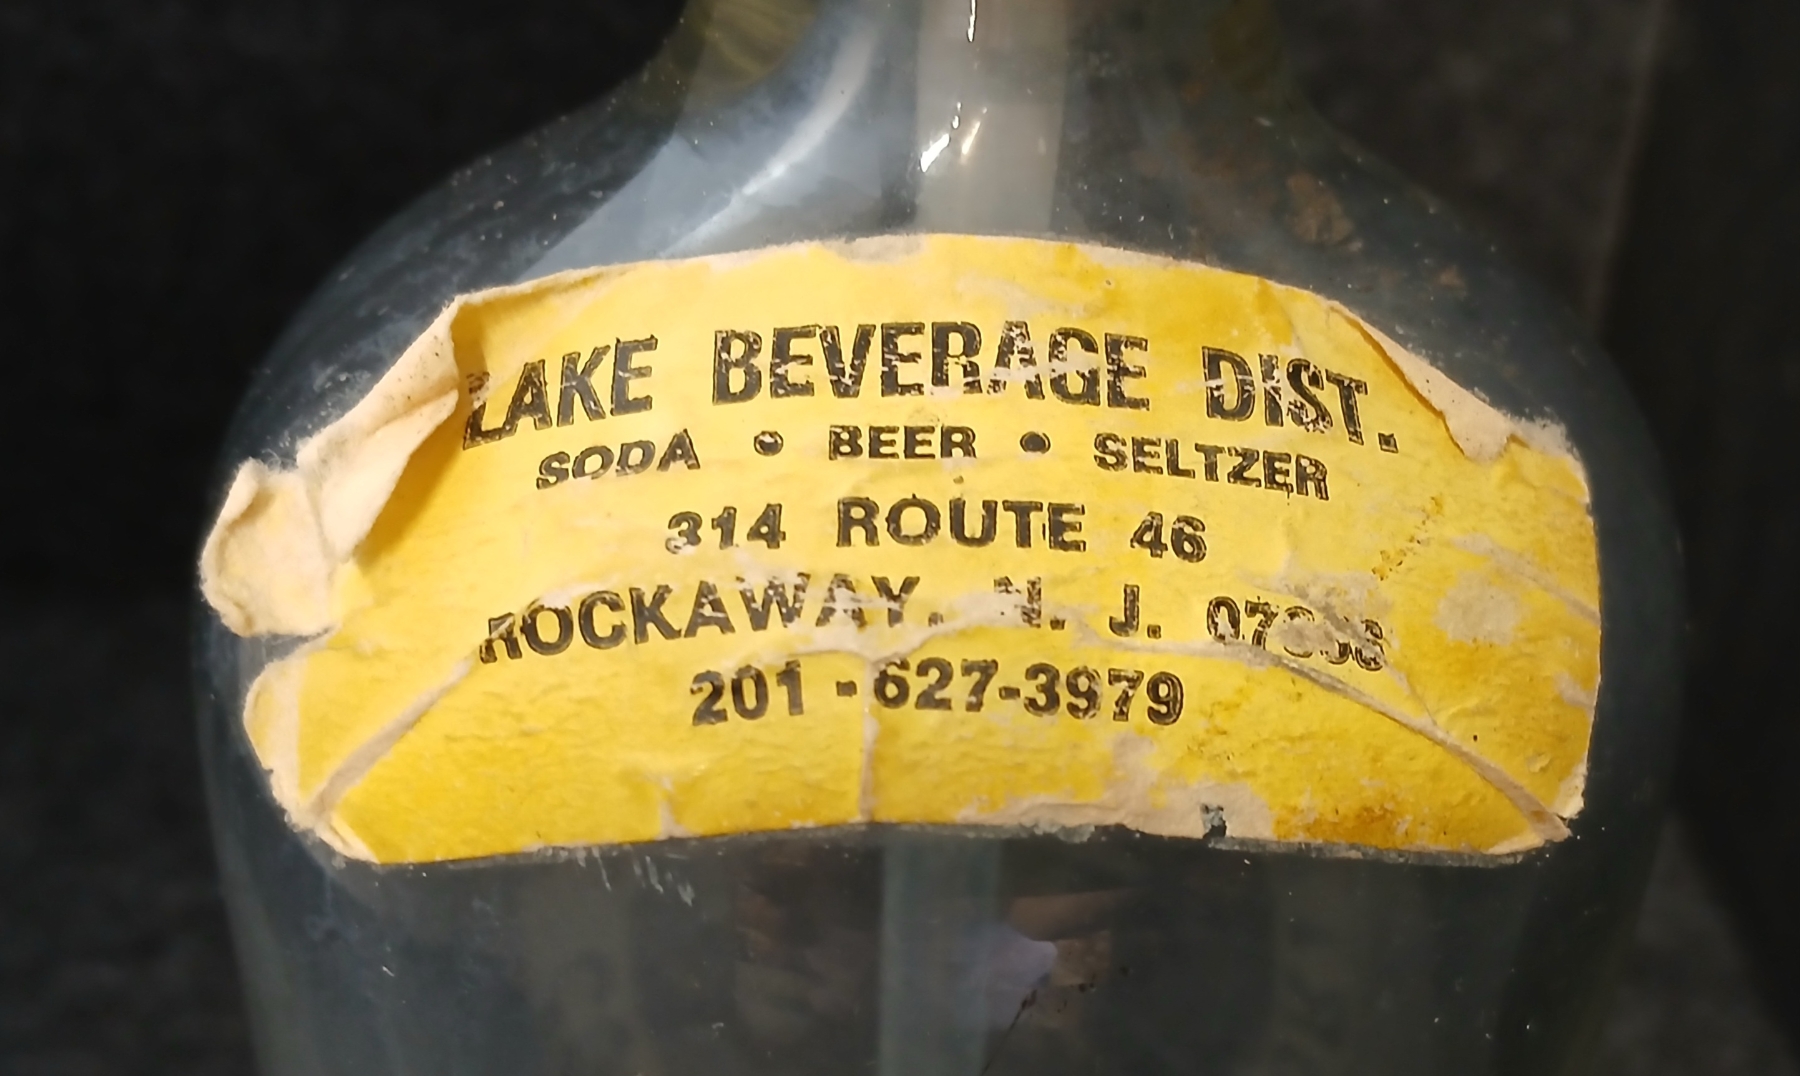 LAKE BEVERAGE DIST.
SODA • BEER • SELTZER
314 ROUTE 46
ROCKAWAY, N. J.
201-627-3979